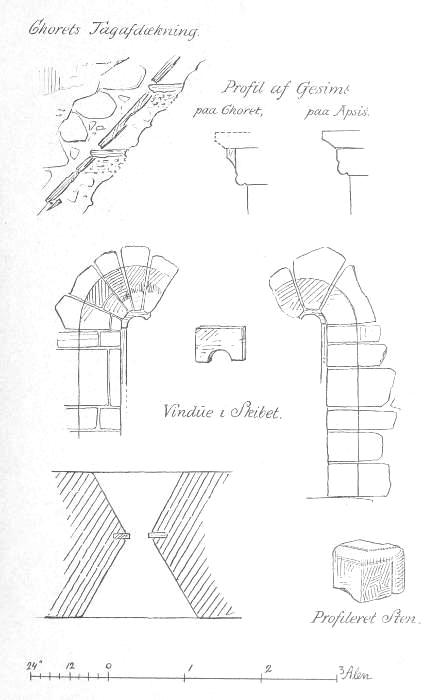 Chorets Tagafdækning.
Profil af Gesimt
paa Choret,
paa Apsis.
Vindue i Skibet.
Profileret Sten.
24" 12 0 1 2 3 Alen